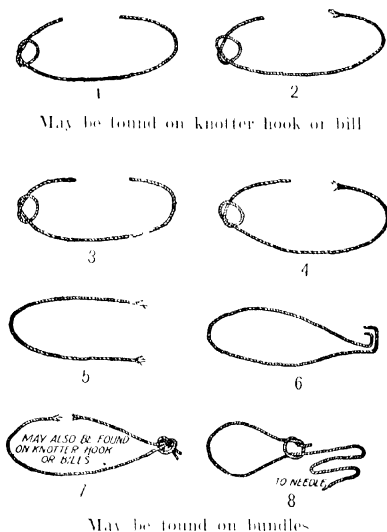 1 2
May be found on knotter hook or bill
3 4
5 6
MAY ALSO BE FOUND
ON KNOTTER HOOK
OR BILLS
7 8
TO NEEDLE
May be found on bundles